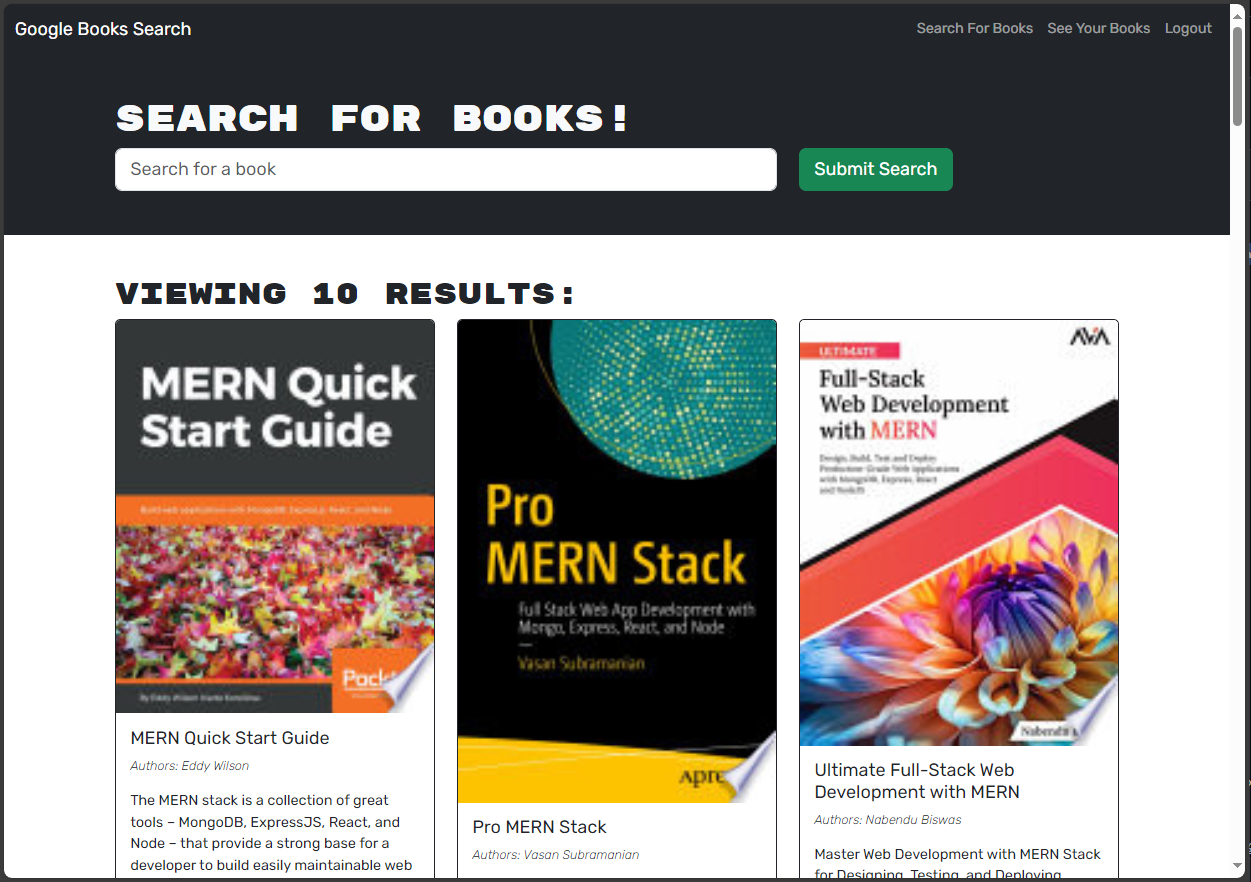 Google Books Search
Search For Books
See Your Books
Logout
SEARCH FOR BOOKS!
Search for a book
Submit Search
VIEWING 10 RESULTS:
MERN Quick
Start Guide
Build web applications with MongoDB, Express.js, React, and Node
Packt
By Eddy Wilson
MERN Quick Start Guide
Authors: Eddy Wilson
The MERN stack is a collection of great
tools – MongoDB, ExpressJS, React, and
Node – that provide a strong base for a
developer to build easily maintainable web
Pro
MERN Stack
Full Stack Web App Development with
Mongo, Express, React, and Node
Vasan Subramanian
Apre
Pro MERN Stack
Authors: Vasan Subramanian
AVA
ULTIMATE
Full-Stack
Web Development
with MERN
Design, Build, Test and Deploy
Production-Grade Web Applications
with MongoDB, Express, React
and NodeJS
Nabendu
Ultimate Full-Stack Web
Development with MERN
Authors: Nabendu Biswas
Master Web Development with MERN Stack
for Designing, Testing, and Deploying